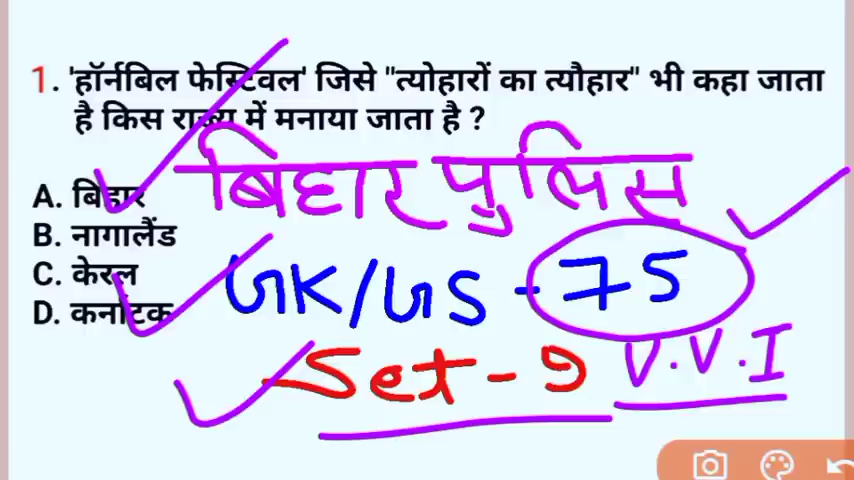 1. 'हॉर्नबिल फेस्टिवल' जिसे "त्योहारों का त्यौहार" भी कहा जाता
है किस राज्य में मनाया जाता है ?
बिहार पुलिस
A. बिहार
B. नागालैंड
C. केरल
D. कर्नाटक
GK/GS - 75
Set - 9
V.V.I